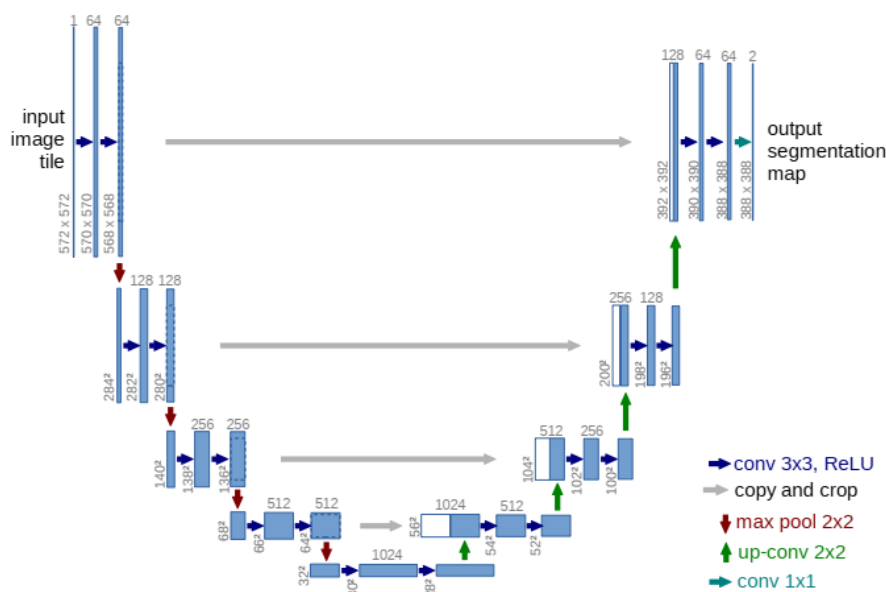 1
64
64
input
image
tile
572 x 572
570 x 570
568 x 568
128
64
64
2
output
segmentation
map
392 x 392
390 x 390
388 x 388
388 x 388
128
128
284²
282²
280²
256
128
200²
198²
196²
256
256
140²
138²
136²
512
256
104²
102²
100²
512
512
68²
66²
64²
1024
512
56²
54²
52²
1024
32²
conv 3x3, ReLU
copy and crop
max pool 2x2
up-conv 2x2
conv 1x1